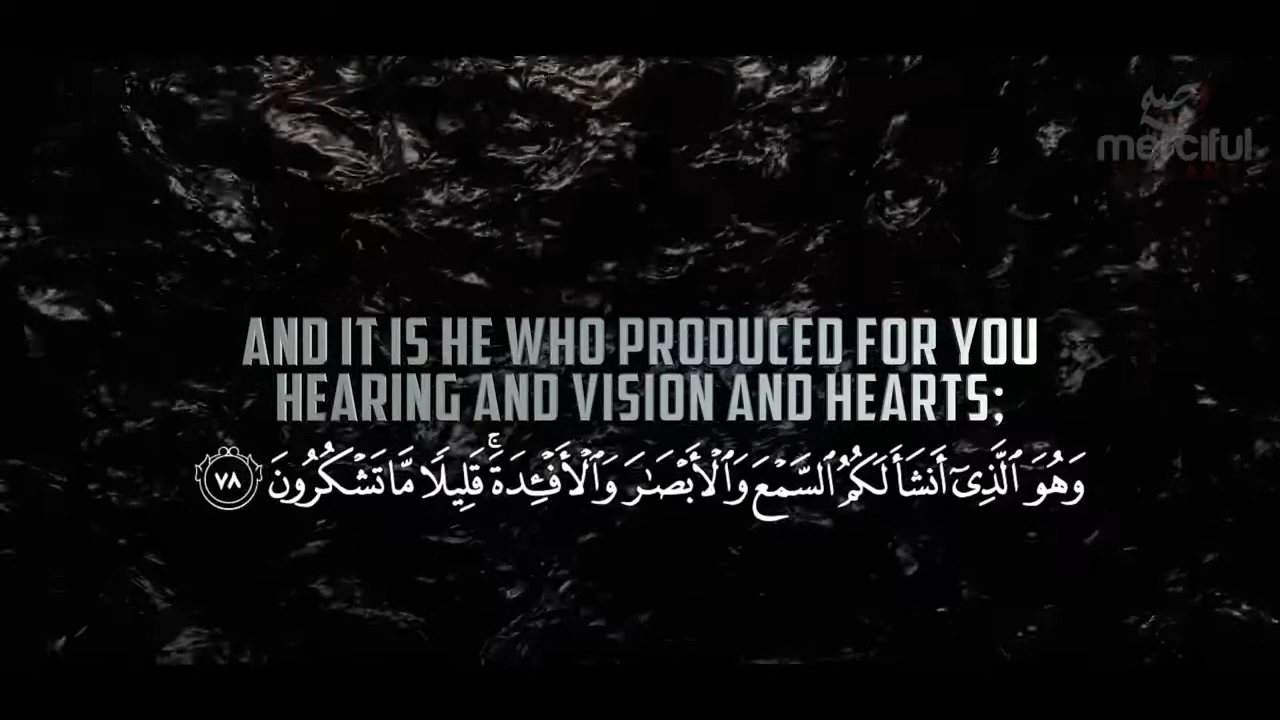 merciful
AND IT IS HE WHO PRODUCED FOR YOU
HEARING AND VISION AND HEARTS;
وَهُوَ ٱلَّذِىٓ أَنشَأَ لَكُمُ ٱلسَّمْعَ وَٱلْأَبْصَـٰرَ وَٱلْأَفْـِٔدَةَ ۚ قَلِيلًا مَّا تَشْكُرُونَ ٧٨